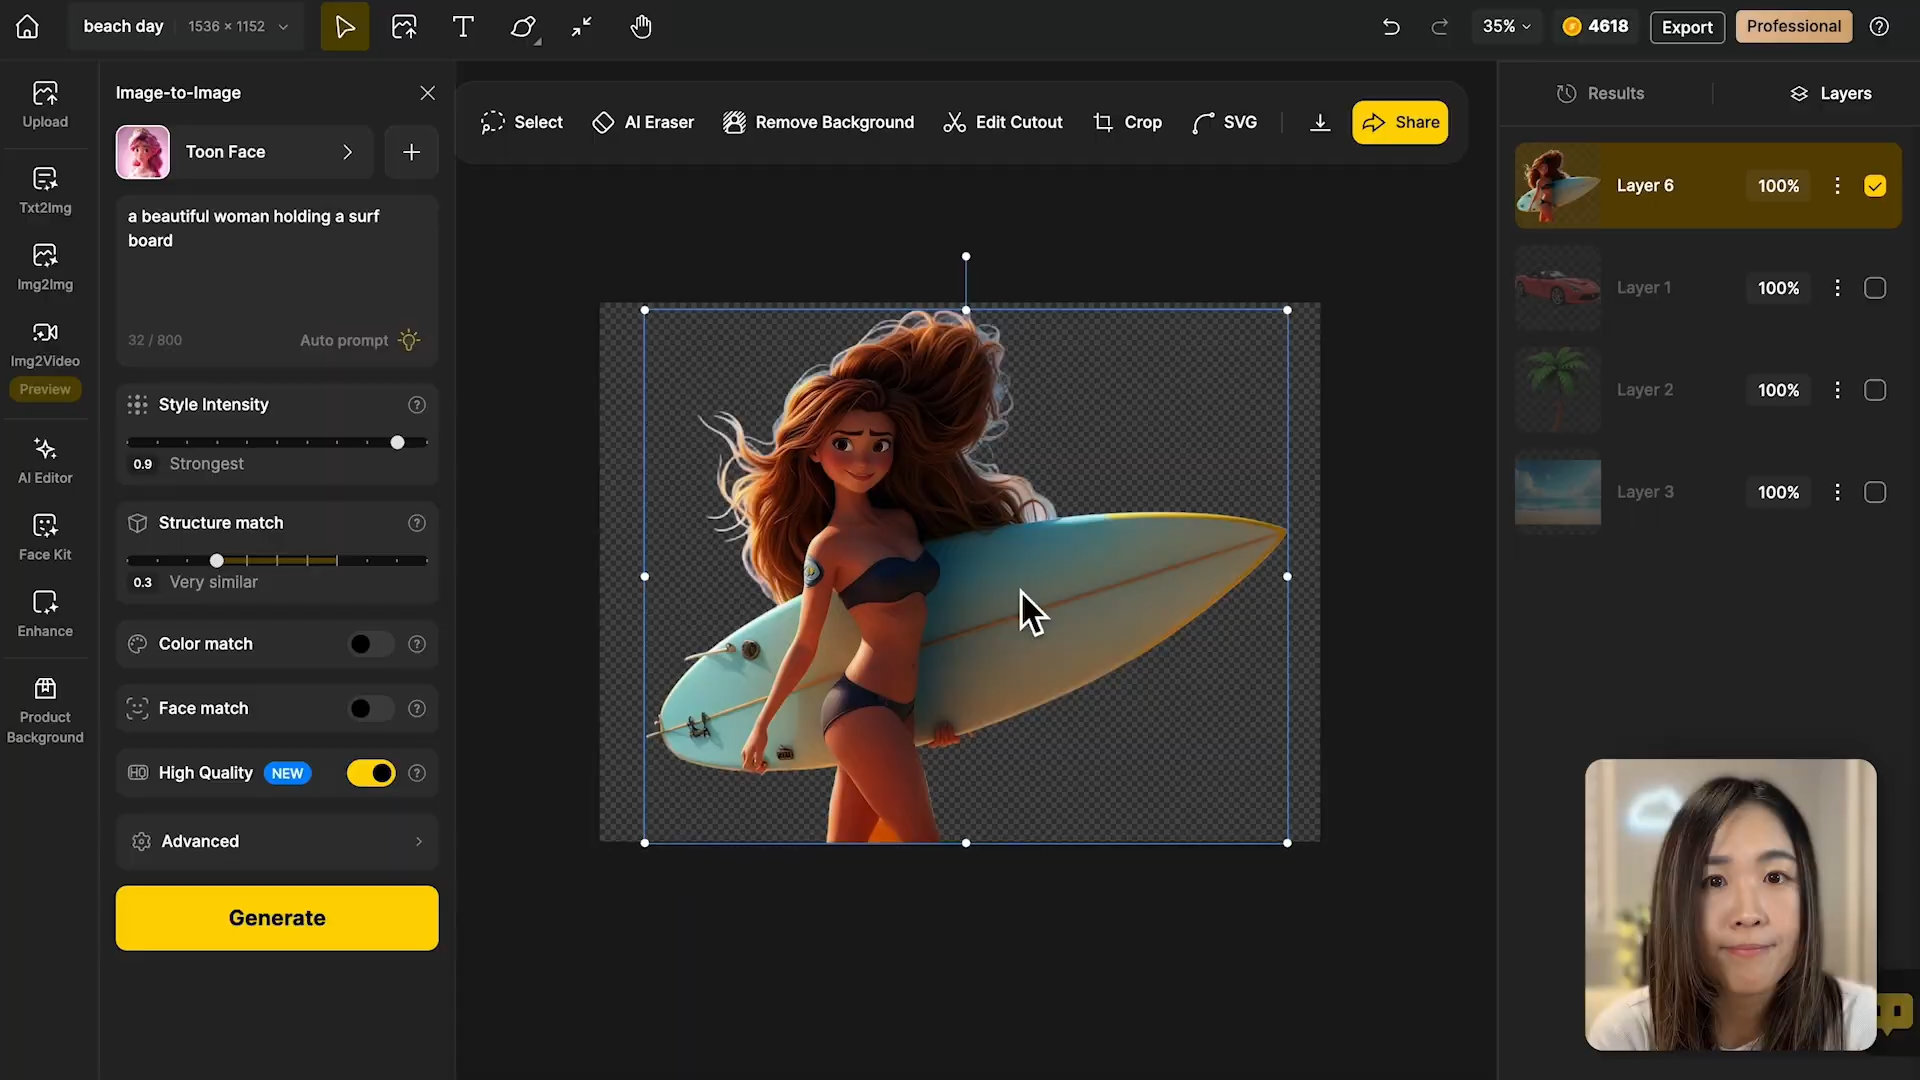 beach day
1536 × 1152
35%
4618
Export
Professional
Upload
Txt2Img
Img2Img
Img2Video
Preview
AI Editor
Face Kit
Enhance
Product
Background
Image-to-Image
Toon Face
a beautiful woman holding a surf
board
32 / 800
Auto prompt
Style Intensity
0.9 Strongest
Structure match
0.3 Very similar
Color match
Face match
HQ High Quality NEW
Advanced
Generate
Select
AI Eraser
Remove Background
Edit Cutout
Crop
SVG
Share
Results
Layers
Layer 6 100%
Layer 1 100%
Layer 2 100%
Layer 3 100%